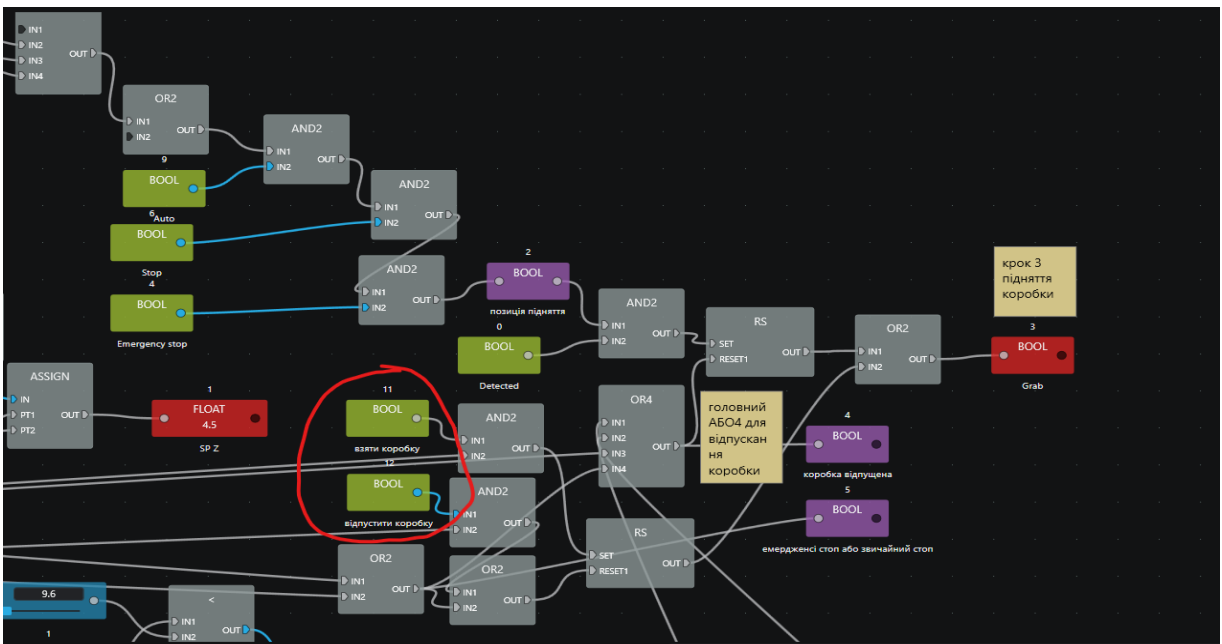 IN1
IN2
IN3
IN4
OUT
OR2
IN1
IN2
OUT
9
BOOL
Auto
6
BOOL
Stop
4
BOOL
Emergency stop
AND2
IN1
IN2
OUT
AND2
IN1
IN2
OUT
AND2
IN1
IN2
OUT
2
BOOL
позиція підняття
0
BOOL
Detected
AND2
IN1
IN2
OUT
RS
SET
RESET1
OUT
OR2
IN1
IN2
OUT
крок 3
підняття
коробки
3
BOOL
Grab
ASSIGN
IN
PT1
PT2
OUT
1
FLOAT
4.5
SP Z
11
BOOL
взяти коробку
12
BOOL
відпустити коробку
AND2
IN1
IN2
OUT
AND2
IN1
IN2
OUT
OR4
IN1
IN2
IN3
IN4
OUT
головний
АБО4 для
відпускан
ня
коробки
4
BOOL
коробка відпущена
5
BOOL
емердженсі стоп або звичайний стоп
RS
SET
RESET1
OUT
OR2
IN1
IN2
OUT
OR2
IN1
IN2
OUT
9.6
1
<
IN1
IN2
OUT